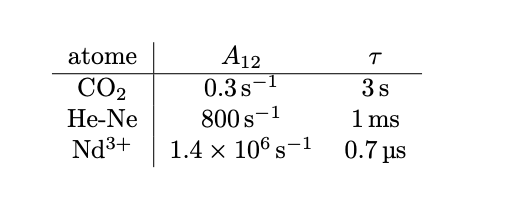 atome A₁₂ τ
CO₂ 0.3 s⁻¹ 3 s
He-Ne 800 s⁻¹ 1 ms
Nd³⁺ 1.4 × 10⁶ s⁻¹ 0.7 µs